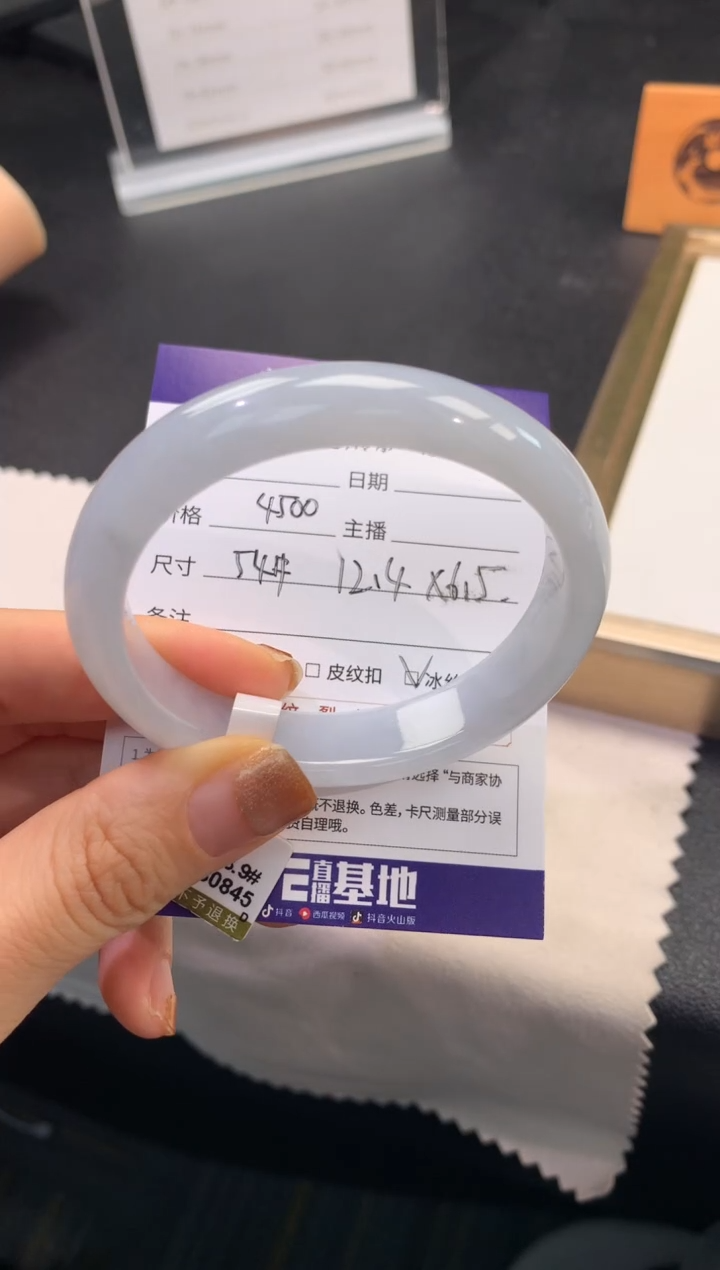 日期
格 4500 主播
尺寸 54# 12.4 x6.5.
备注
□ 皮纹扣 ☑冰
1.
选择“与商家协
不退换。色差，卡尺测量部分误
自理哦。
直播基地
抖音 西瓜视频 抖音火山版
.9#
0845
不予退换